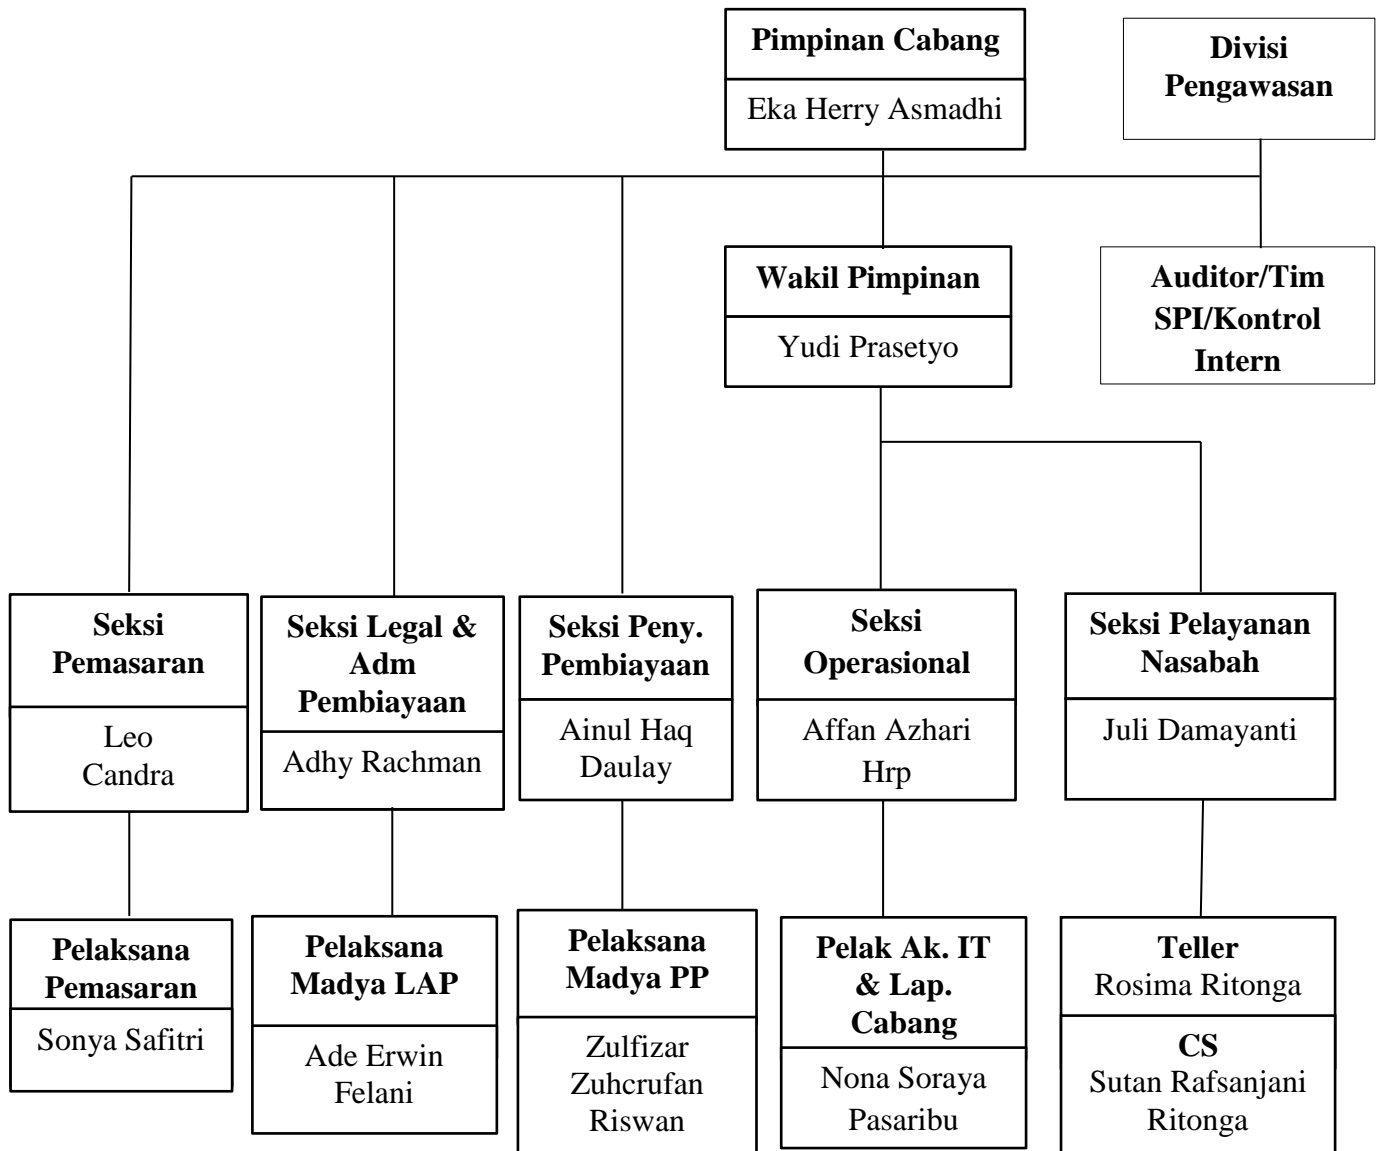 Pimpinan Cabang
Eka Herry Asmadhi
Divisi
Pengawasan
Wakil Pimpinan
Yudi Prasetyo
Auditor/Tim
SPI/Kontrol
Intern
Seksi
Pemasaran
Leo
Candra
Seksi Legal &
Adm
Pembiayaan
Adhy Rachman
Seksi Peny.
Pembiayaan
Ainul Haq
Daulay
Seksi
Operasional
Affan Azhari
Hrp
Seksi Pelayanan
Nasabah
Juli Damayanti
Pelaksana
Pemasaran
Sonya Safitri
Pelaksana
Madya LAP
Ade Erwin
Felani
Pelaksana
Madya PP
Zulfizar
Zuhcrufan
Riswan
Pelak Ak. IT
& Lap.
Cabang
Nona Soraya
Pasaribu
Teller
Rosima Ritonga
CS
Sutan Rafsanjani
Ritonga